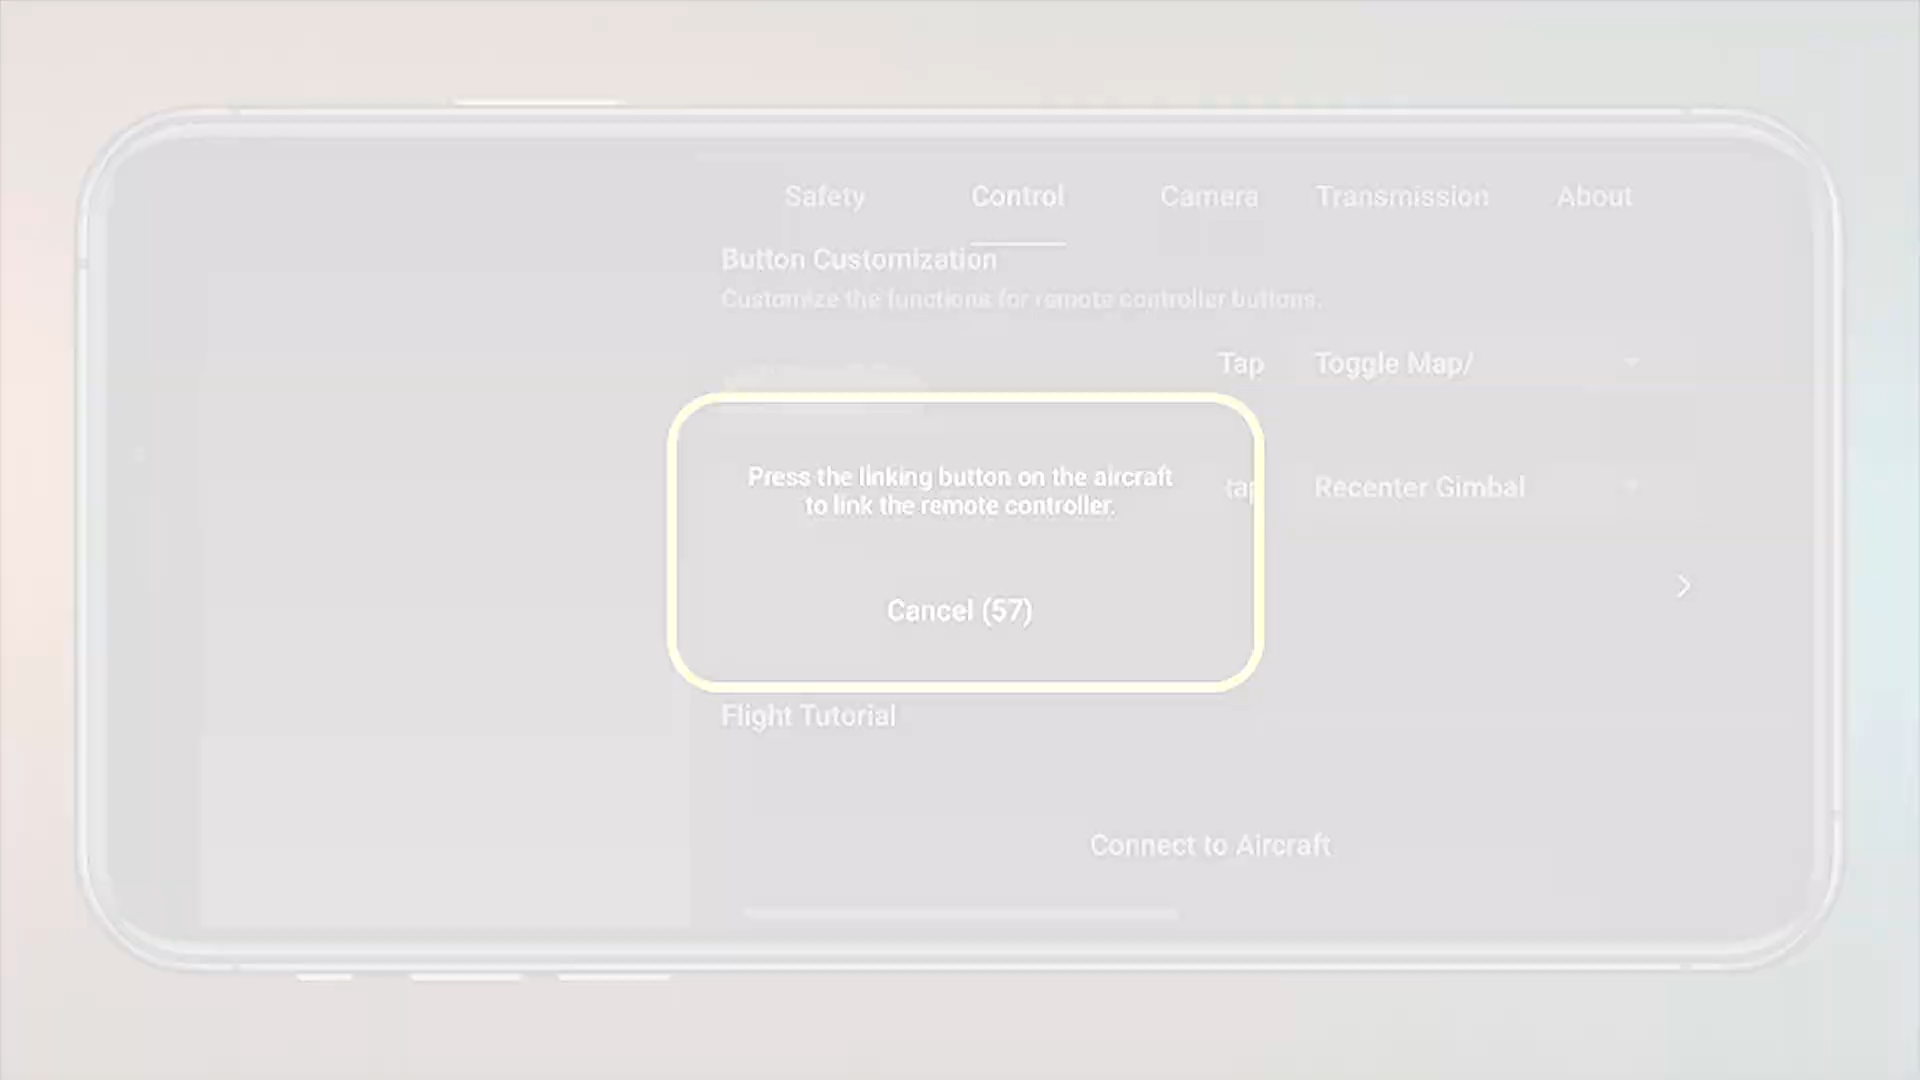 Safety Control Camera Transmission About
Button Customization
Customize the functions for remote controller buttons.
Tap Toggle Map/
Press the linking button on the aircraft
to link the remote controller.
tap Recenter Gimbal
Cancel (57)
Flight Tutorial
Connect to Aircraft